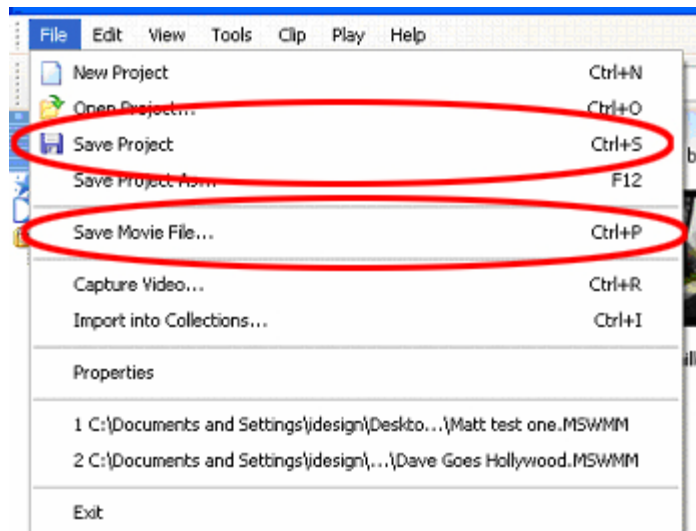 File Edit View Tools Clip Play Help
New Project Ctrl+N
Open Project... Ctrl+O
Save Project Ctrl+S
Save Project As... F12
Save Movie File... Ctrl+P
Capture Video... Ctrl+R
Import into Collections... Ctrl+I
Properties
1 C:\Documents and Settings\idesign\Deskto...\Matt test one.MSWMM
2 C:\Documents and Settings\idesign\...\Dave Goes Hollywood.MSWMM
Exit